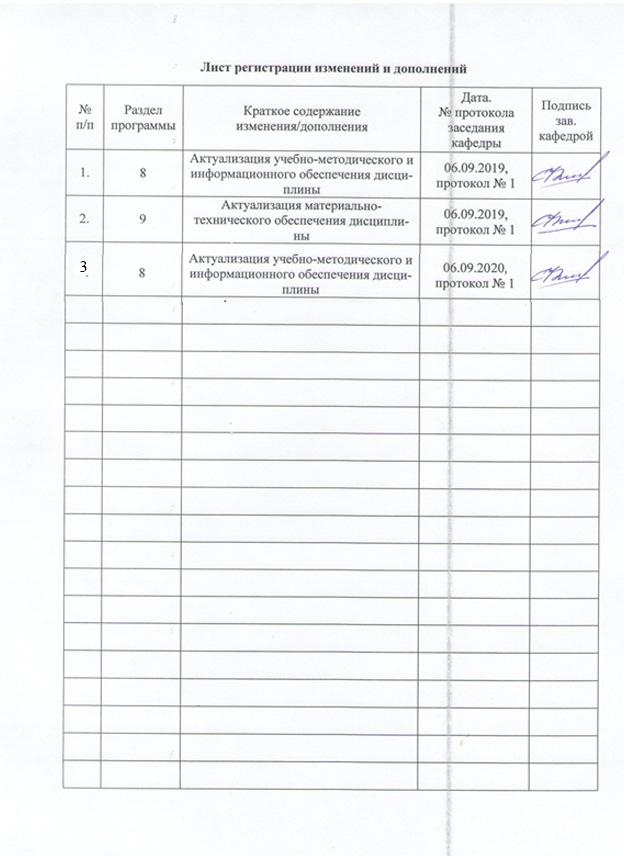 Лист регистрации изменений и дополнений
№ Раздел Краткое содержание Дата. Подпись
п/п программы изменения/дополнения № протокола зав.
заседания кафедрой
кафедры
1. 8 Актуализация учебно-методического и 06.09.2019,
информационного обеспечения дисци- протокол № 1
плины
2. 9 Актуализация материально- 06.09.2019,
технического обеспечения дисципли- протокол № 1
ны
3. 8 Актуализация учебно-методического и 06.09.2020,
информационного обеспечения дисци- протокол № 1
плины